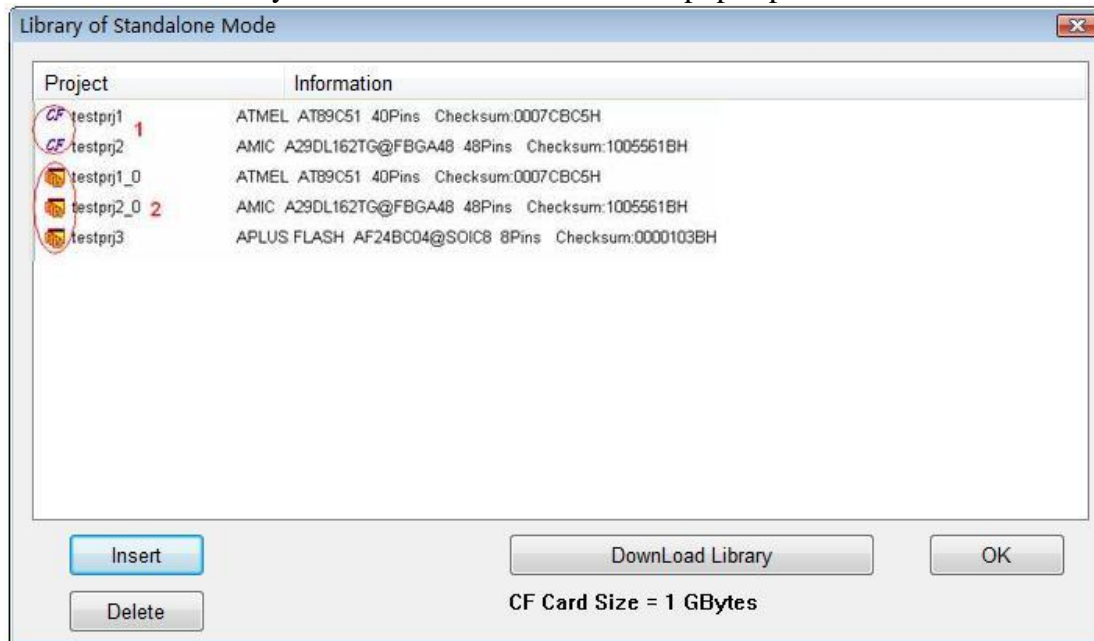 Library of Standalone Mode
Project Information
CF testprj1 ATMEL AT89C51 40Pins Checksum:0007CBC5H
1
CF testprj2 AMIC A29DL162TG@FBGA48 48Pins Checksum:1005561BH
testprj1_0 ATMEL AT89C51 40Pins Checksum:0007CBC5H
testprj2_0 2 AMIC A29DL162TG@FBGA48 48Pins Checksum:1005561BH
testprj3 APLUS FLASH AF24BC04@SOIC8 8Pins Checksum:0000103BH
Insert DownLoad Library OK
Delete CF Card Size = 1 GBytes